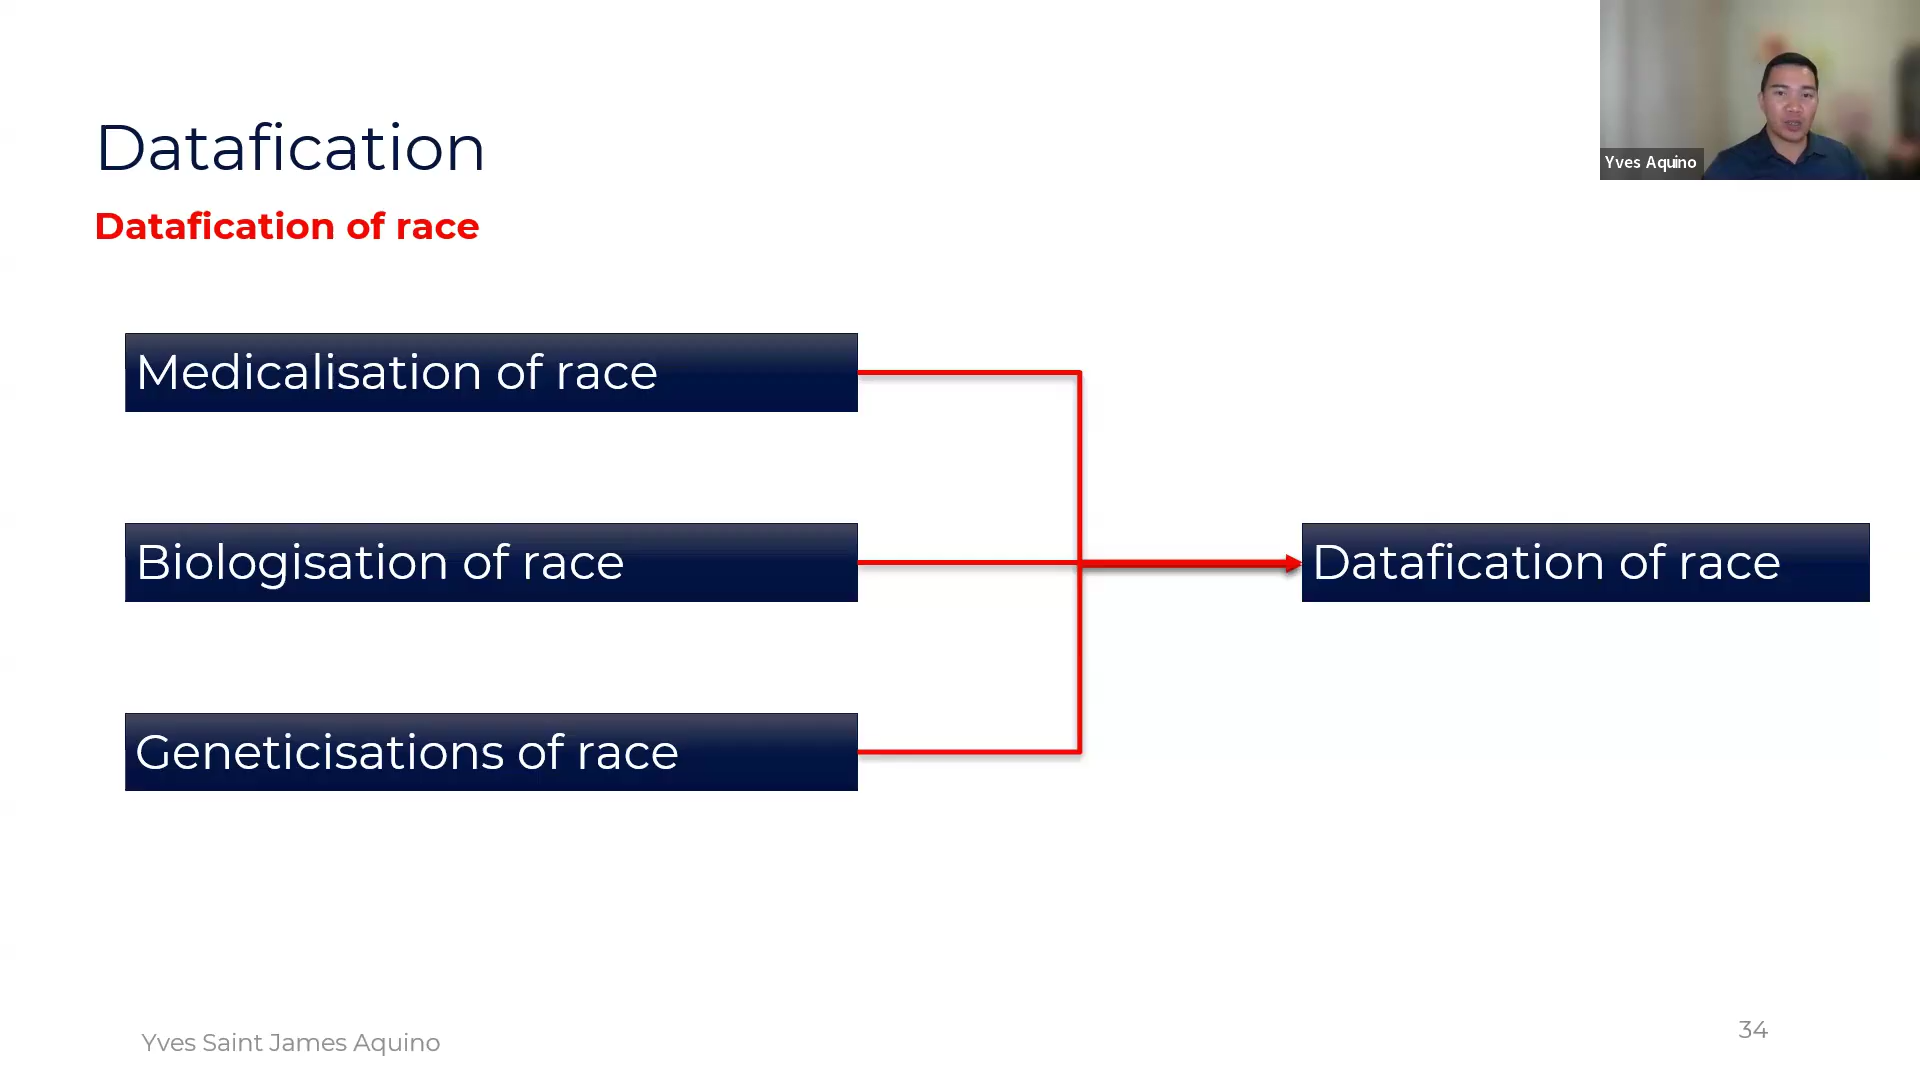 Datafication
Datafication of race
Yves Aquino
Medicalisation of race
Biologisation of race
Datafication of race
Geneticisations of race
Yves Saint James Aquino
34